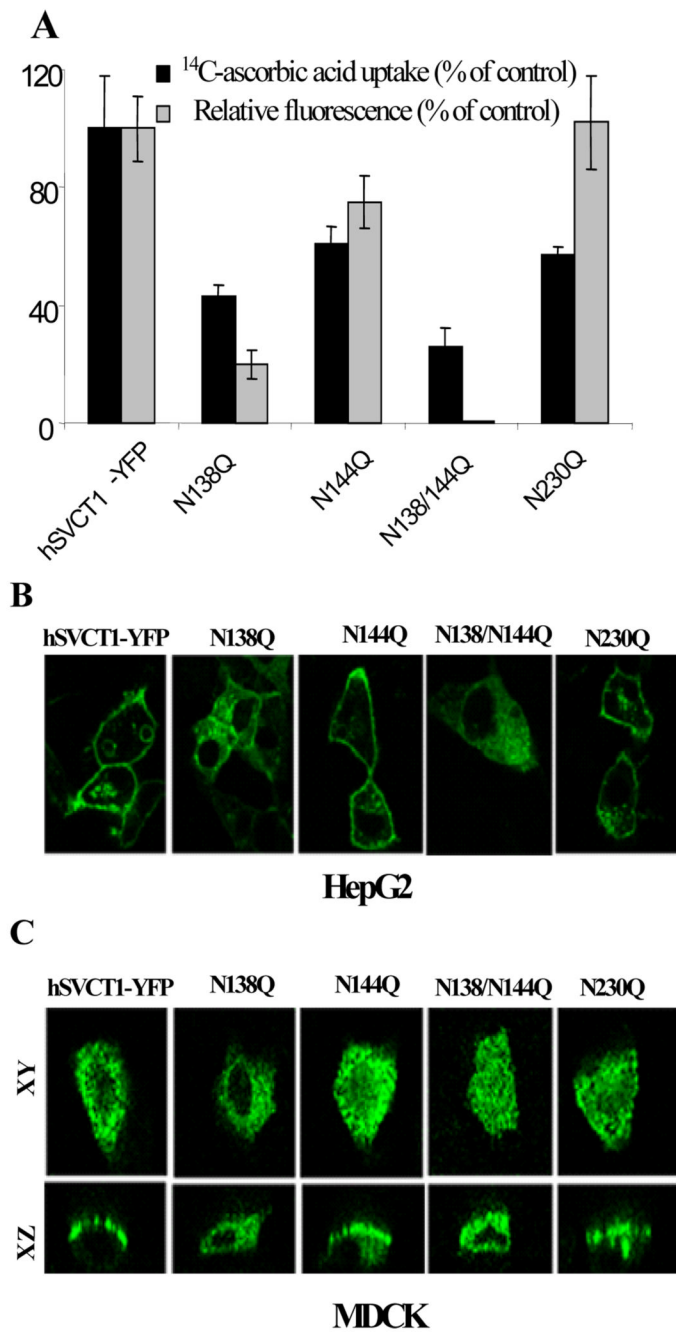 A
120
80
40
0
¹⁴C-ascorbic acid uptake (% of control)
Relative fluorescence (% of control)
hSVCT1 -YFP
N138Q
N144Q
N138/144Q
N230Q
B
hSVCT1-YFP N138Q N144Q N138/N144Q N230Q
HepG2
C
hSVCT1-YFP N138Q N144Q N138/N144Q N230Q
XY
XZ
MDCK